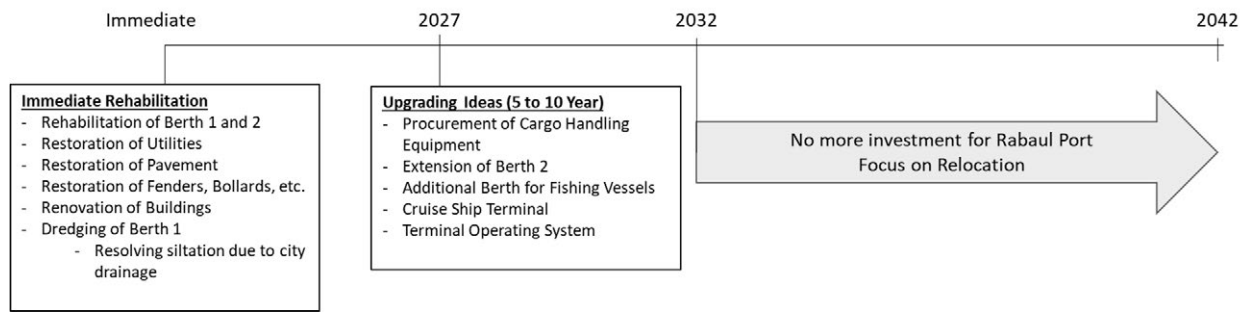 Immediate
2027
2032
2042
Immediate Rehabilitation
- Rehabilitation of Berth 1 and 2
- Restoration of Utilities
- Restoration of Pavement
- Restoration of Fenders, Bollards, etc.
- Renovation of Buildings
- Dredging of Berth 1
- Resolving siltation due to city
drainage
Upgrading Ideas (5 to 10 Year)
- Procurement of Cargo Handling
Equipment
- Extension of Berth 2
- Additional Berth for Fishing Vessels
- Cruise Ship Terminal
- Terminal Operating System
No more investment for Rabaul Port
Focus on Relocation